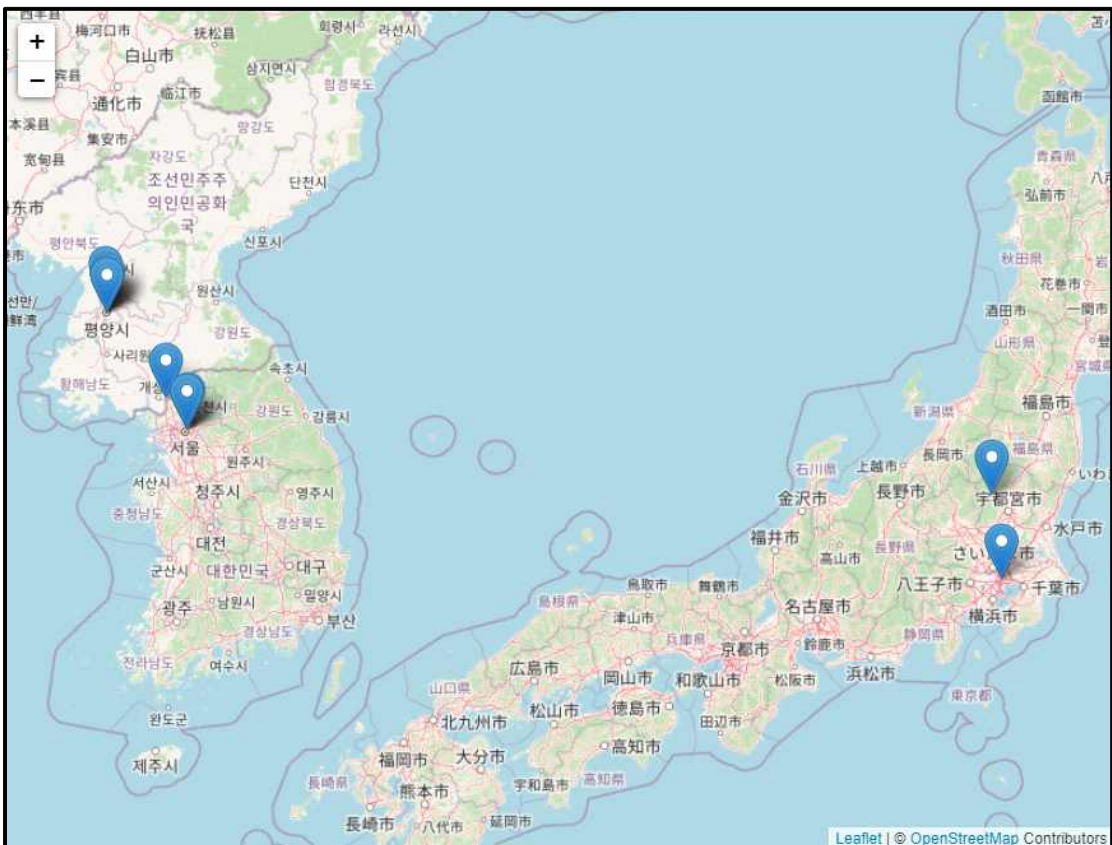 +
−
梅河口市
抚松县
회령시
라선시
白山市
삼지연시
함경북도
宾县
临江市
通化市
本溪县
集安市
량강도
宽甸县
자강도
단천시
조선민주주
의인민공화
국
丹东市
평안북도
신포시
원산시
평양시
강원도
사리원
황해남도
개성
속초시
강원도
강릉시
서울
원주시
서산시
청주시
영주시
충청남도
경상북도
대전
군산시
대한민국
대구
밀양시
광주
남원시
부산
경상남도
전라남도
여수시
완도군
제주시
函館市
青森県
弘前市
秋田県
花巻市
酒田市
一関市
山形県
宮城県
福島市
新潟県
長岡市
福島県
上越市
石川県
いわ
金沢市
長野市
宇都宮市
水戸市
福井市
高山市
長野県
八王子市
千葉市
横浜市
鳥取市
舞鶴市
島根県
津山市
兵庫県
名古屋市
静岡県
京都市
鈴鹿市
広島市
岡山市
和歌山市
松阪市
浜松市
東京都
山口県
松山市
徳島市
田辺市
北九州市
高知市
福岡市
大分市
長崎県
宇和島市
高知県
熊本市
長崎市
八代市
延岡市
Leaflet | © OpenStreetMap Contributors